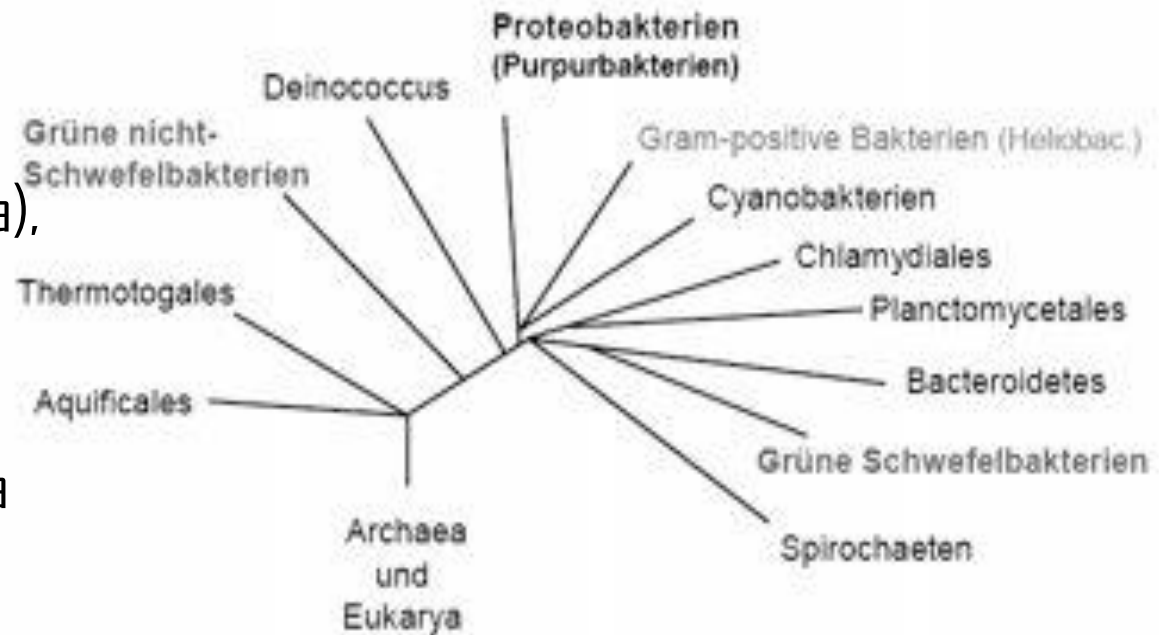 Proteobakterien
(Purpurbakterien)
Deinococcus
Grüne nicht-
Schwefelbakterien
Gram-positive Bakterien (Heliobac.)
Cyanobakterien
a),
Chlamydiales
Thermotogales
Planctomycetales
Bacteroidetes
Aquificales
Grüne Schwefelbakterien
a
Archaea
und
Eukarya
Spirochaeten